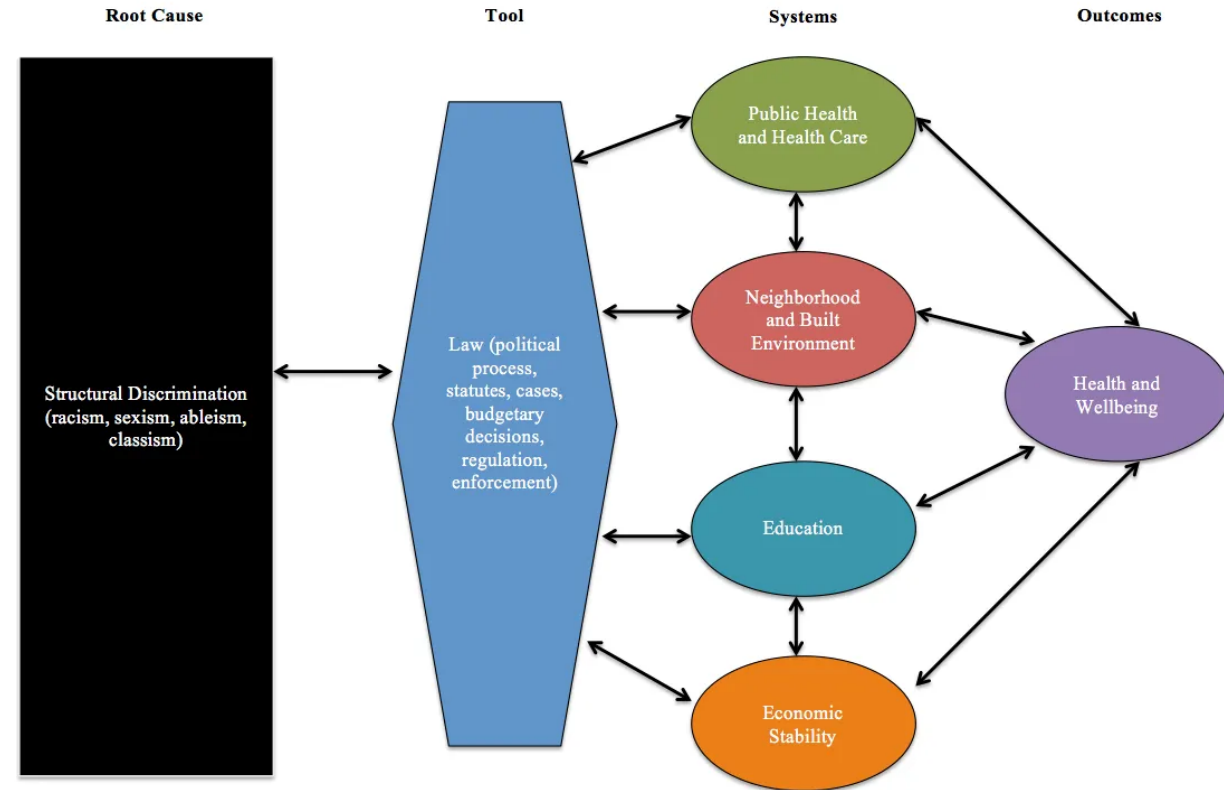 Root Cause
Tool
Systems
Outcomes
Structural Discrimination
(racism, sexism, ableism,
classism)
Law (political
process,
statutes, cases,
budgetary
decisions,
regulation,
enforcement)
Public Health
and Health Care
Neighborhood
and Built
Environment
Education
Economic
Stability
Health and
Wellbeing